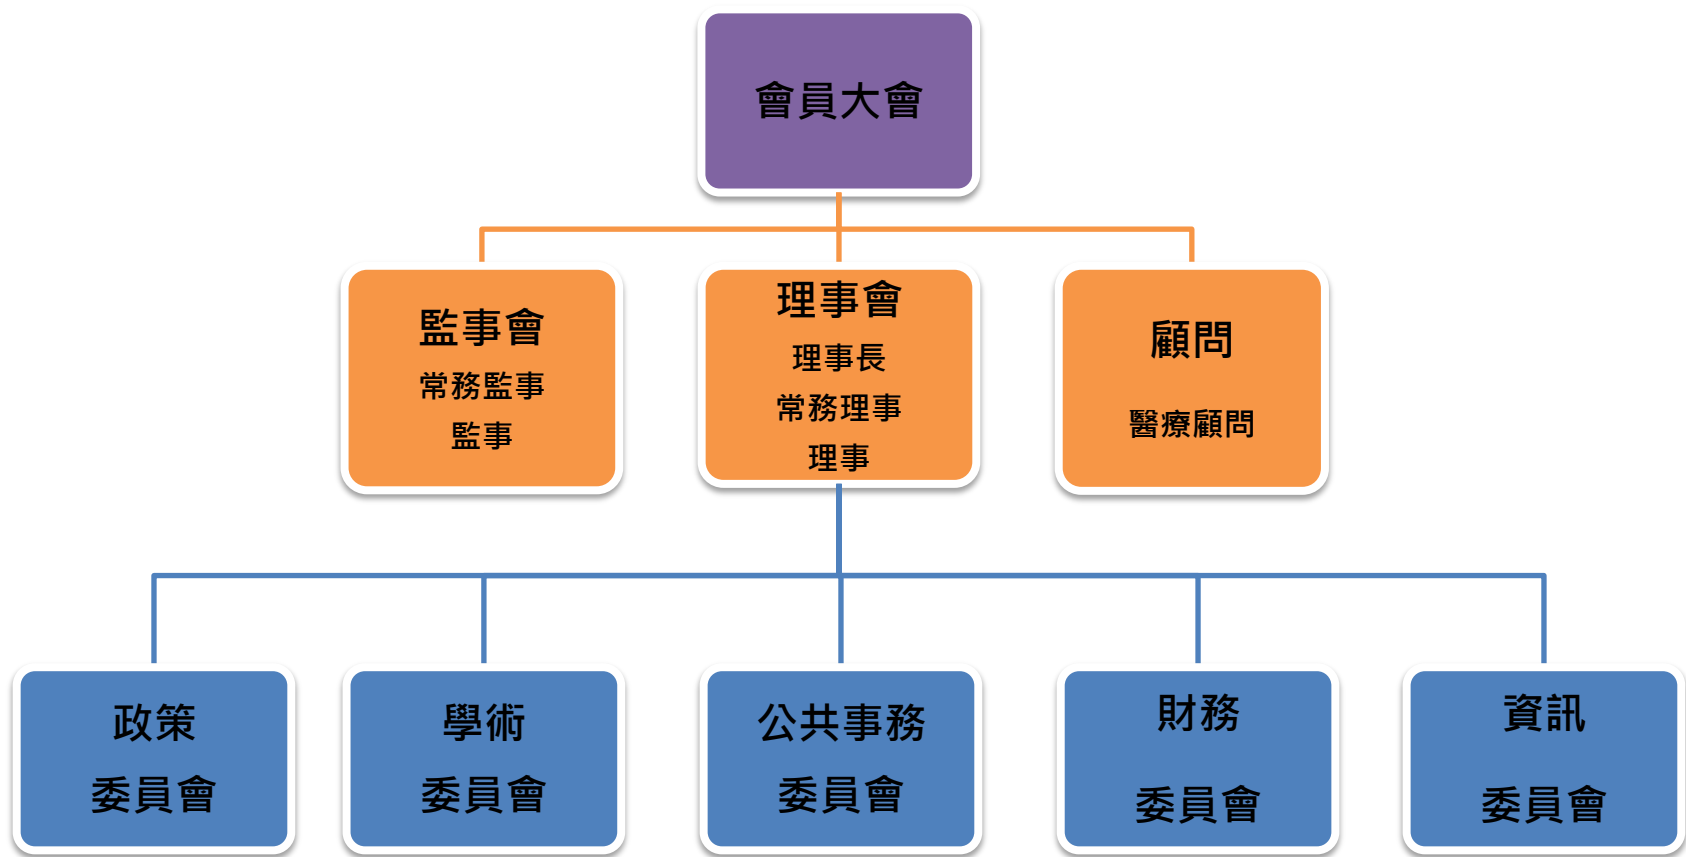 會員大會
監事會
常務監事
監事
理事會
理事長
常務理事
理事
顧問
醫療顧問
政策
委員會
學術
委員會
公共事務
委員會
財務
委員會
資訊
委員會